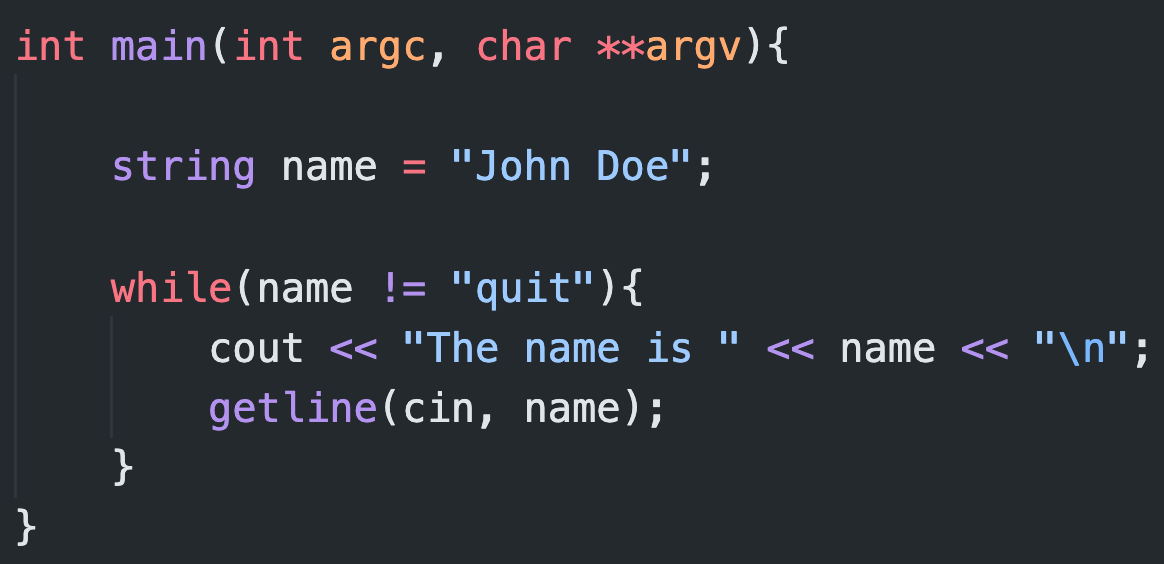 int main(int argc, char **argv){
string name = "John Doe";
while(name != "quit"){
cout << "The name is " << name << "\n";
getline(cin, name);
}
}